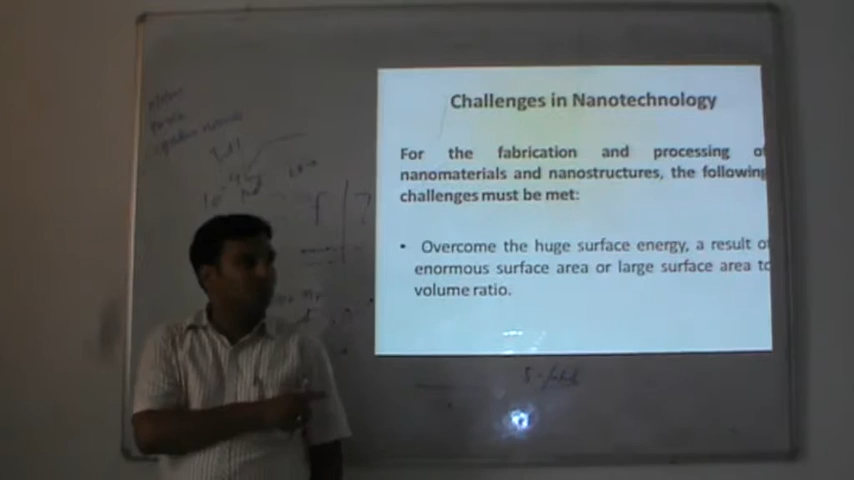 Challenges in Nanotechnology
For the fabrication and processing of
nanomaterials and nanostructures, the following
challenges must be met:
• Overcome the huge surface energy, a result of
enormous surface area or large surface area to
volume ratio.